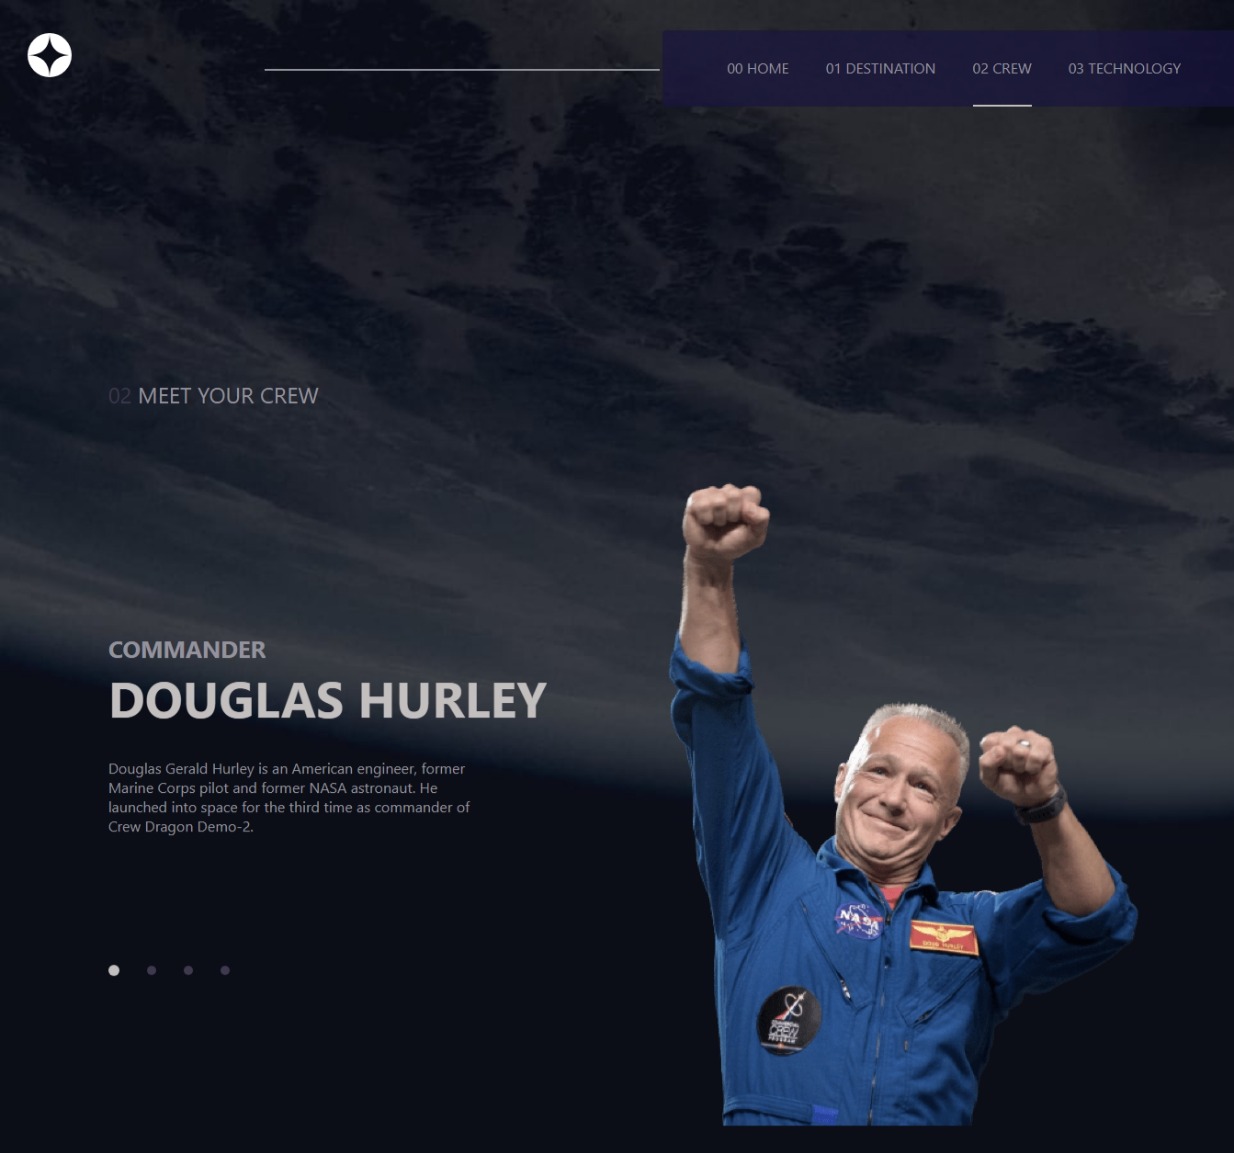 00 HOME
01 DESTINATION
02 CREW
03 TECHNOLOGY
02 MEET YOUR CREW
COMMANDER
DOUGLAS HURLEY
Douglas Gerald Hurley is an American engineer, former
Marine Corps pilot and former NASA astronaut. He
launched into space for the third time as commander of
Crew Dragon Demo-2.
NASA
CREW
PROGRAM